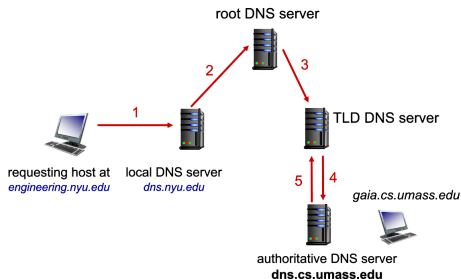 root DNS server
2
3
1
TLD DNS server
requesting host at
engineering.nyu.edu
local DNS server
dns.nyu.edu
5
4
gaia.cs.umass.edu
authoritative DNS server
dns.cs.umass.edu